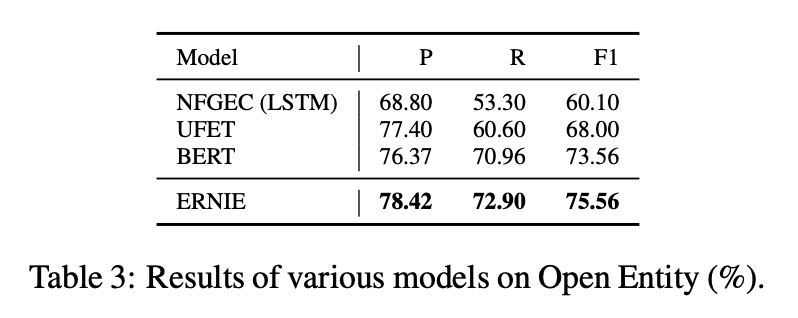 Model P R F1
NFGEC (LSTM) 68.80 53.30 60.10
UFET 77.40 60.60 68.00
BERT 76.37 70.96 73.56
ERNIE 78.42 72.90 75.56
Table 3: Results of various models on Open Entity (%).